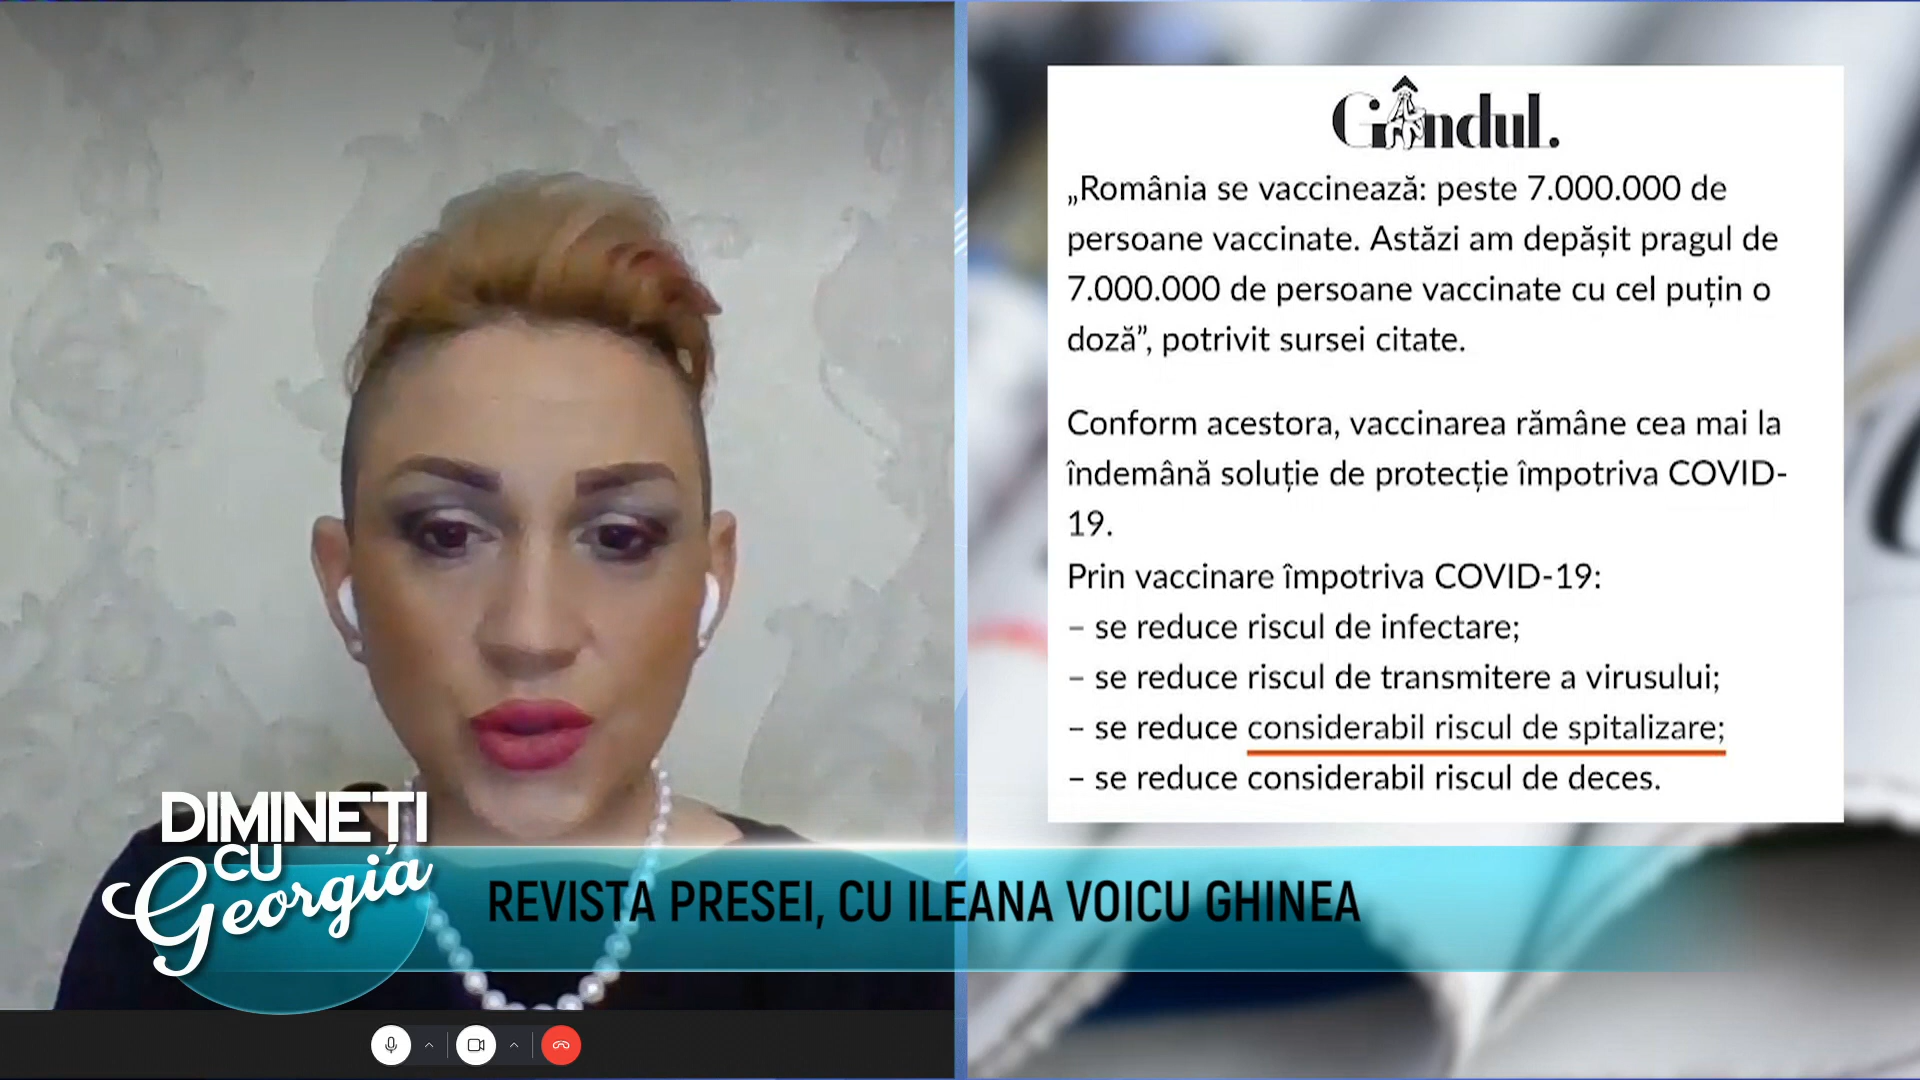 Gândul.
„România se vaccinează: peste 7.000.000 de
persoane vaccinate. Astăzi am depășit pragul de
7.000.000 de persoane vaccinate cu cel puțin o
doză”, potrivit sursei citate.
Conform acestora, vaccinarea rămâne cea mai la
îndemână soluție de protecție împotriva COVID-
19.
Prin vaccinare împotriva COVID-19:
– se reduce riscul de infectare;
– se reduce riscul de transmitere a virusului;
– se reduce considerabil riscul de spitalizare;
– se reduce considerabil riscul de deces.
DIMINEȚI
CU
Georgia
REVISTA PRESEI, CU ILEANA VOICU GHINEA